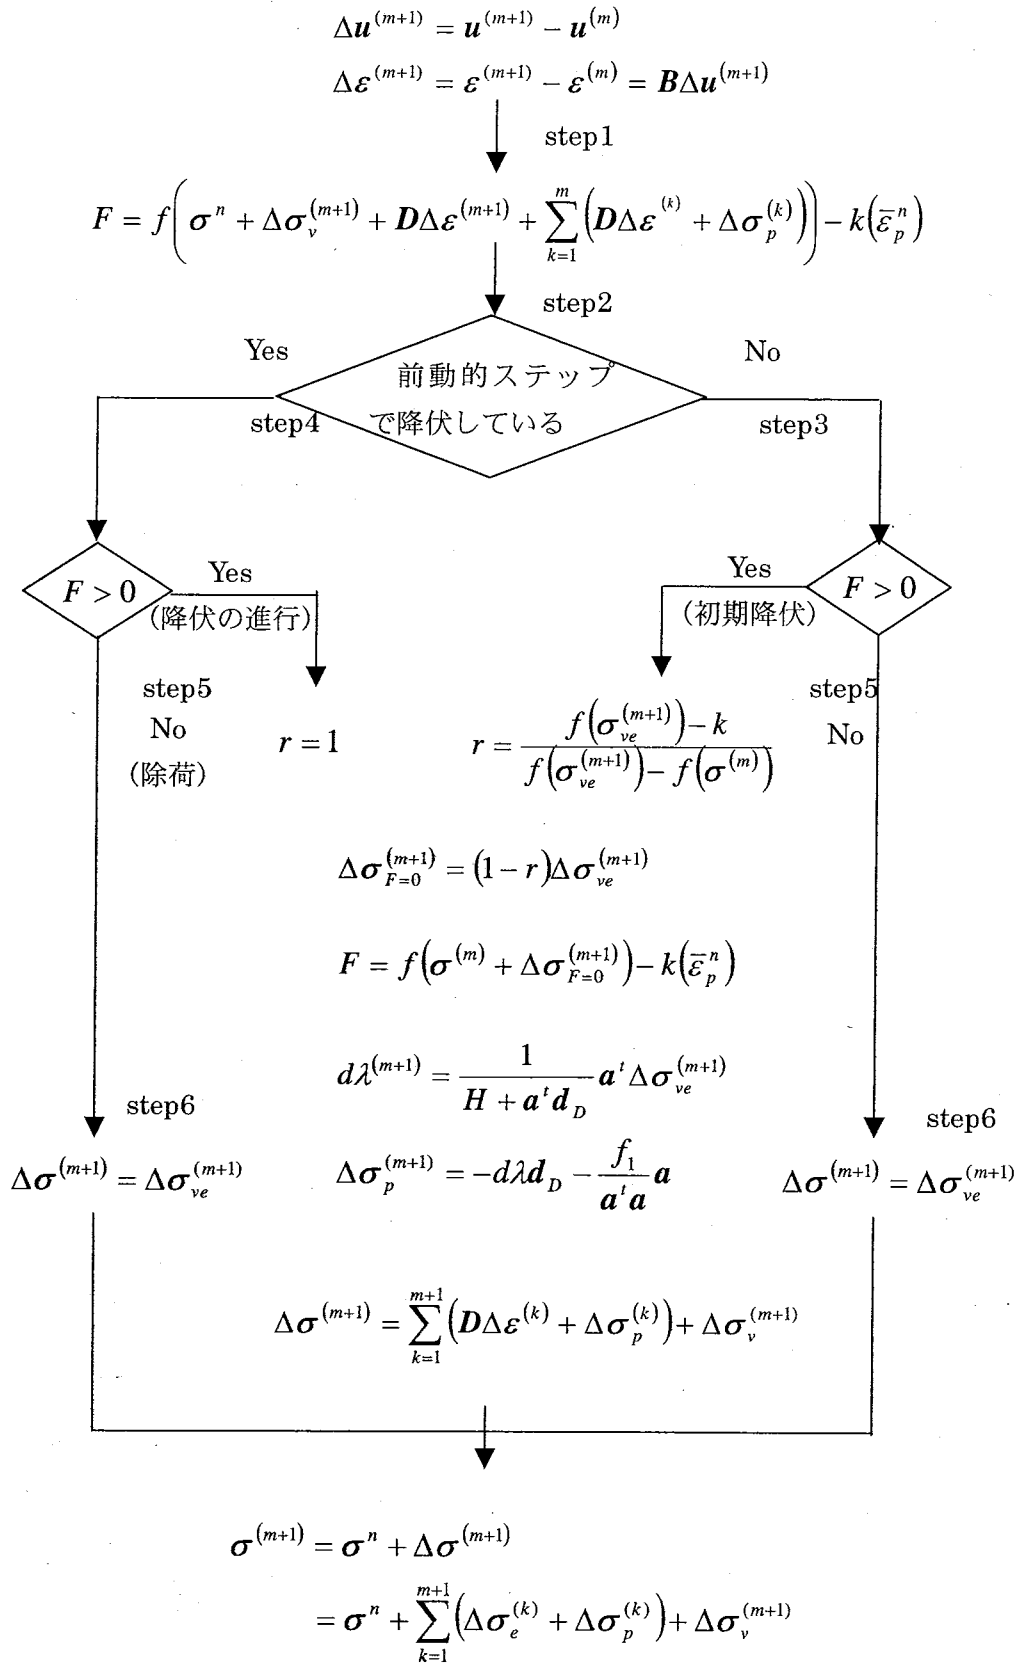 Δu^(m+1) = u^(m+1) − u^(m)
Δε^(m+1) = ε^(m+1) − ε^(m) = BΔu^(m+1)
step1
F = f(σ^n + Δσ_v^(m+1) + DΔε^(m+1) + Σ_{k=1}^{m}(DΔε^(k) + Δσ_p^(k))) − k(ε̄_p^n)
step2
Yes
前動的ステップ
No
step4
で降伏している
step3
F > 0
Yes
(降伏の進行)
Yes
(初期降伏)
F > 0
step5
No
(除荷)
r = 1
r = (f(σ_ve^(m+1)) − k) / (f(σ_ve^(m+1)) − f(σ^(m)))
step5
No
Δσ_{F=0}^(m+1) = (1 − r)Δσ_ve^(m+1)
F = f(σ^(m) + Δσ_{F=0}^(m+1)) − k(ε̄_p^n)
dλ^(m+1) = 1 / (H + a^t d_D) a^t Δσ_ve^(m+1)
step6
step6
Δσ^(m+1) = Δσ_ve^(m+1)
Δσ_p^(m+1) = −dλd_D − f_1 / (a^t a) a
Δσ^(m+1) = Δσ_ve^(m+1)
Δσ^(m+1) = Σ_{k=1}^{m+1}(DΔε^(k) + Δσ_p^(k)) + Δσ_v^(m+1)
σ^(m+1) = σ^n + Δσ^(m+1)
= σ^n + Σ_{k=1}^{m+1}(Δσ_e^(k) + Δσ_p^(k)) + Δσ_v^(m+1)